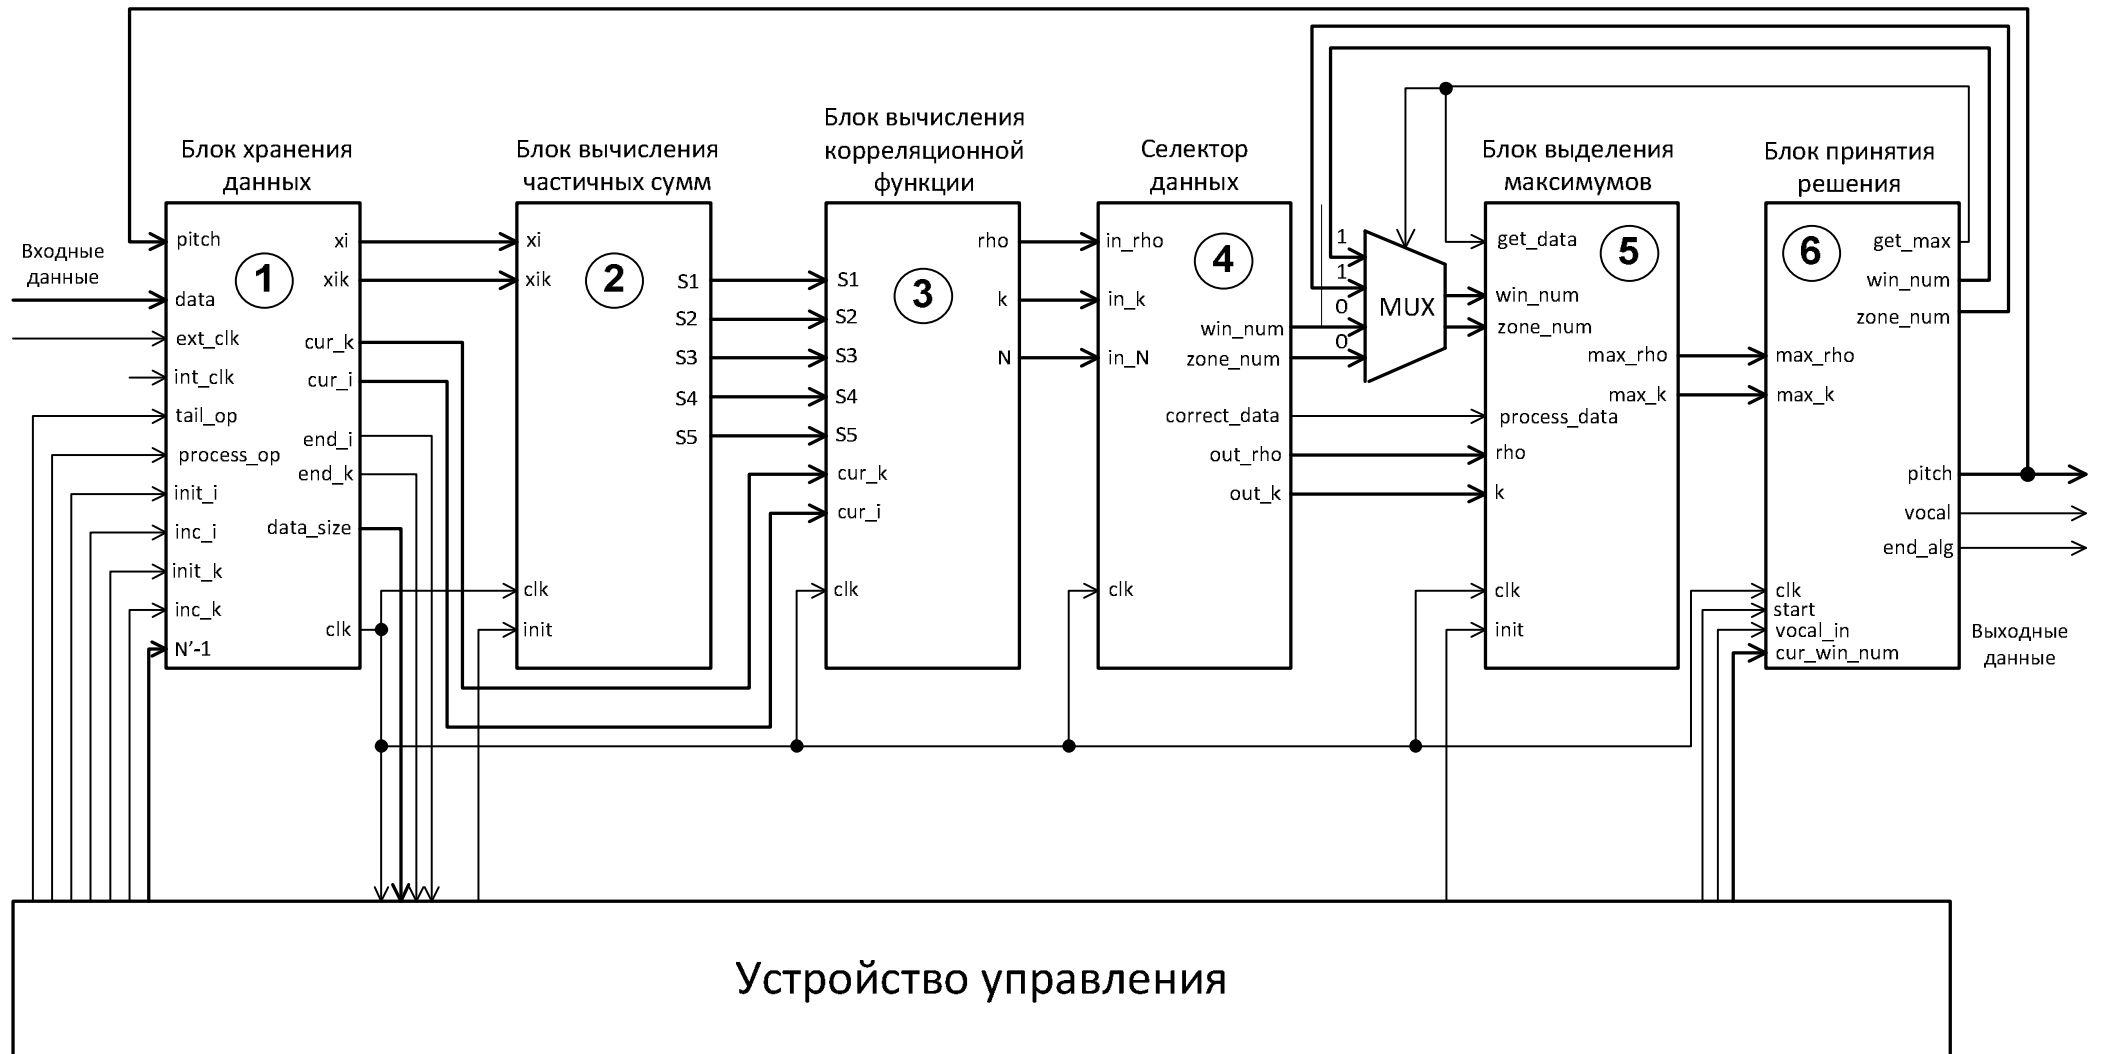 Блок хранения
данных
Блок вычисления
частичных сумм
Блок вычисления
корреляционной
функции
Селектор
данных
Блок выделения
максимумов
Блок принятия
решения
Входные
данные
1
pitch
data
ext_clk
int_clk
tail_op
process_op
init_i
inc_i
init_k
inc_k
N'-1
xi
xik
cur_k
cur_i
end_i
end_k
data_size
clk
2
xi
xik
S1
S2
S3
S4
S5
clk
init
3
S1
S2
S3
S4
S5
cur_k
cur_i
clk
rho
k
N
4
in_rho
in_k
in_N
win_num
zone_num
correct_data
out_rho
out_k
clk
1
1
0
0
MUX
5
get_data
win_num
zone_num
max_rho
max_k
process_data
rho
k
clk
init
6
get_max
win_num
zone_num
max_rho
max_k
pitch
vocal
end_alg
clk
start
vocal_in
cur_win_num
Выходные
данные
Устройство управления